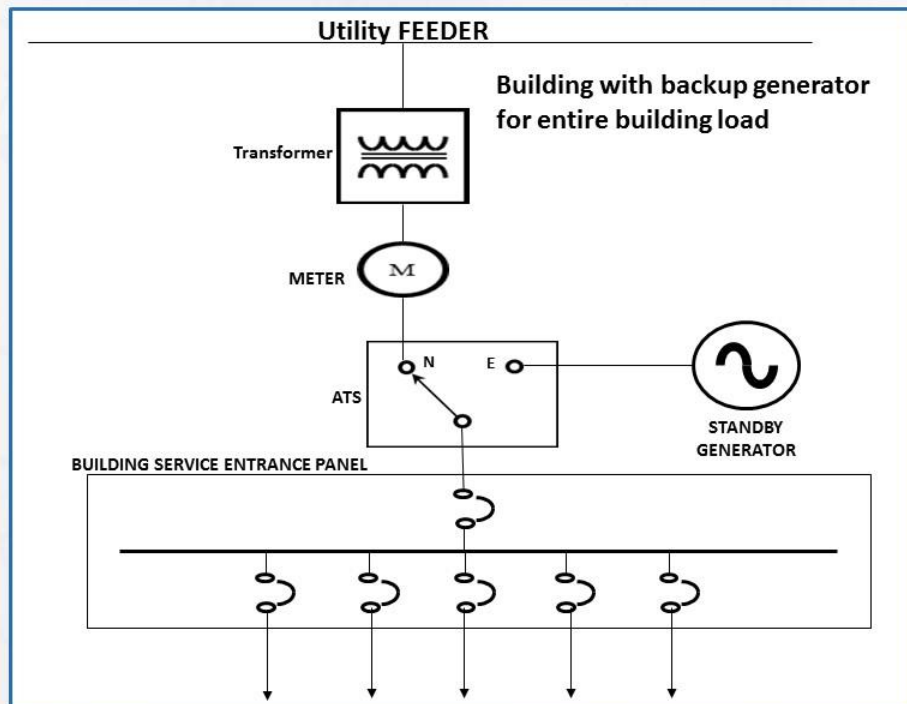 Utility FEEDER
Building with backup generator
for entire building load
Transformer
METER
M
N
E
ATS
STANDBY
GENERATOR
BUILDING SERVICE ENTRANCE PANEL